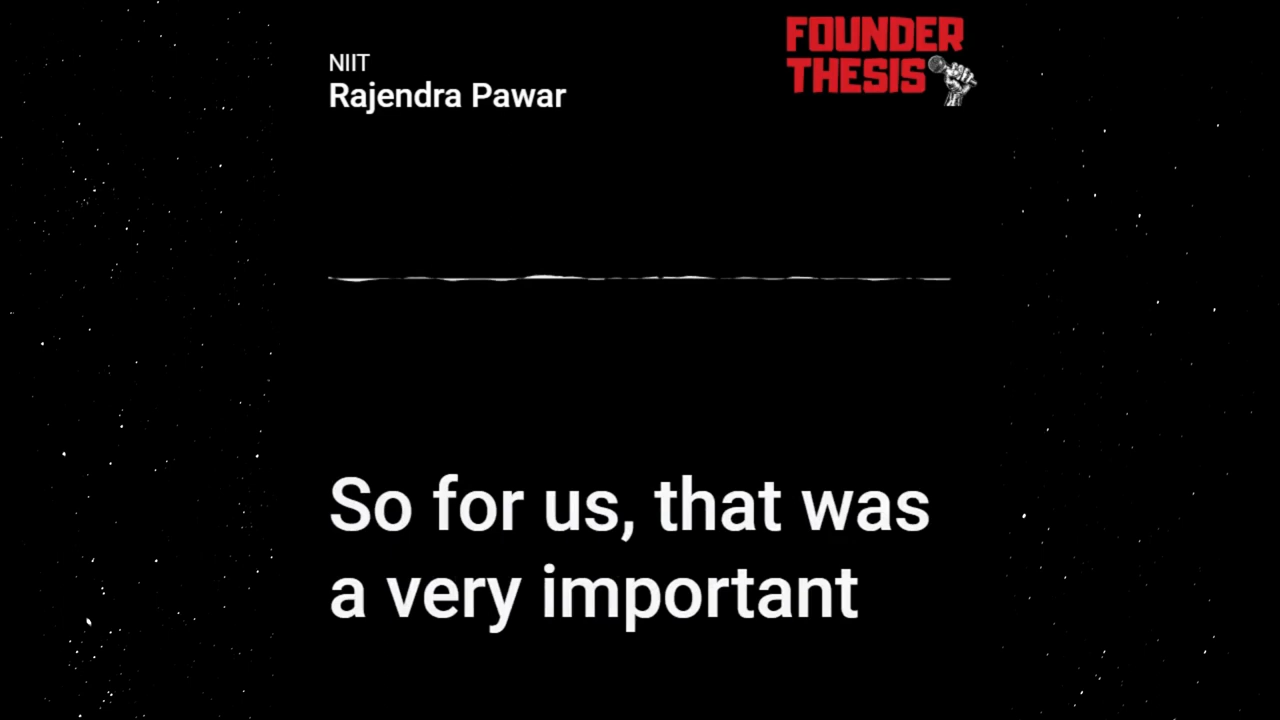 NIIT
Rajendra Pawar
FOUNDER
THESIS
So for us, that was
a very important